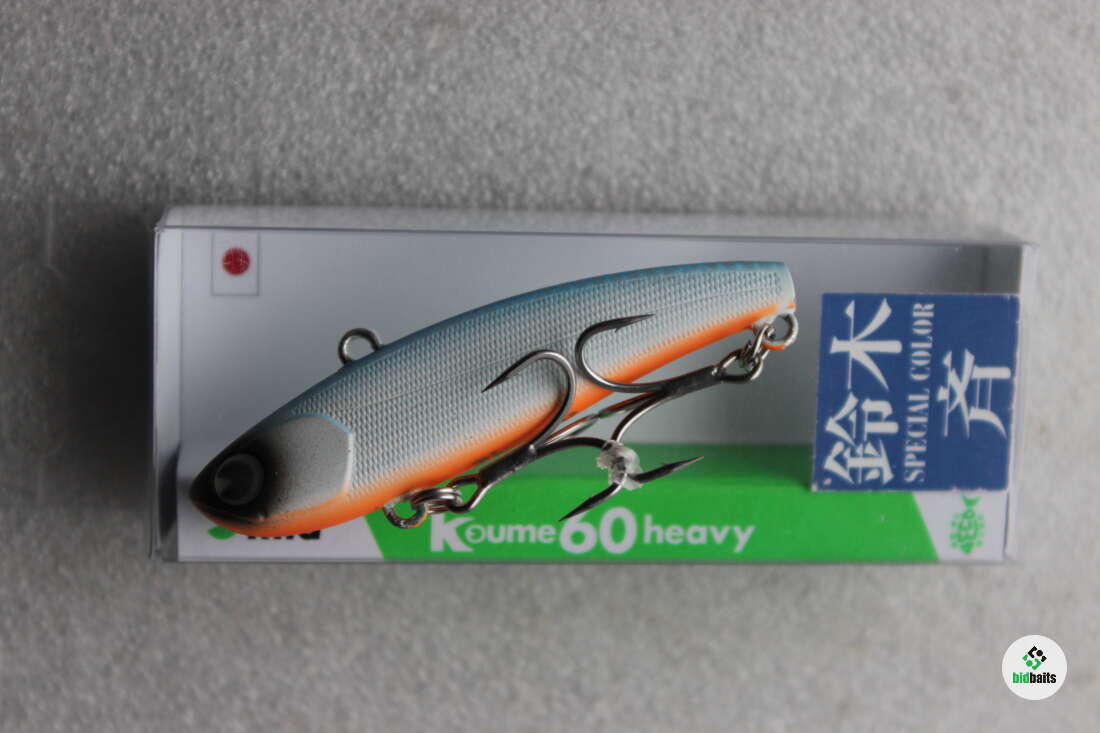 鈴木
SPECIAL COLOR
斉
Koume 60 heavy
bidbaits